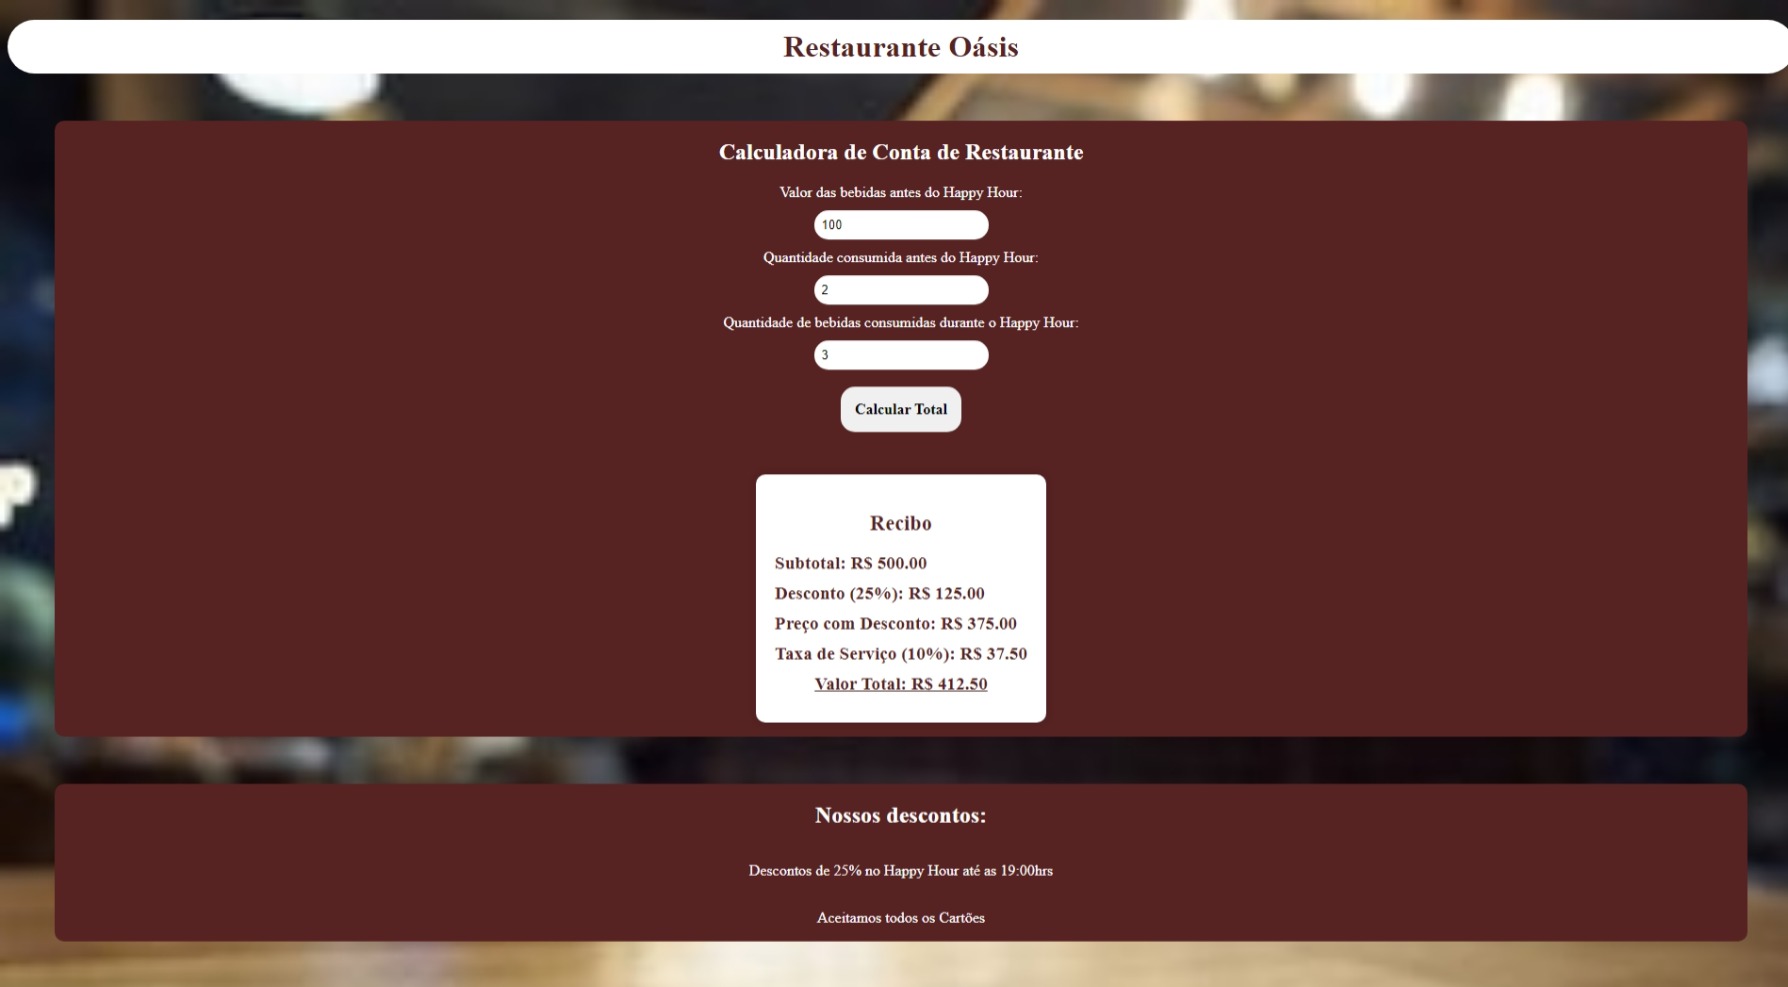 Restaurante Oásis
Calculadora de Conta de Restaurante
Valor das bebidas antes do Happy Hour:
100
Quantidade consumida antes do Happy Hour:
2
Quantidade de bebidas consumidas durante o Happy Hour:
3
Calcular Total
Recibo
Subtotal: R$ 500.00
Desconto (25%): R$ 125.00
Preço com Desconto: R$ 375.00
Taxa de Serviço (10%): R$ 37.50
Valor Total: R$ 412.50
Nossos descontos:
Descontos de 25% no Happy Hour até as 19:00hrs
Aceitamos todos os Cartões